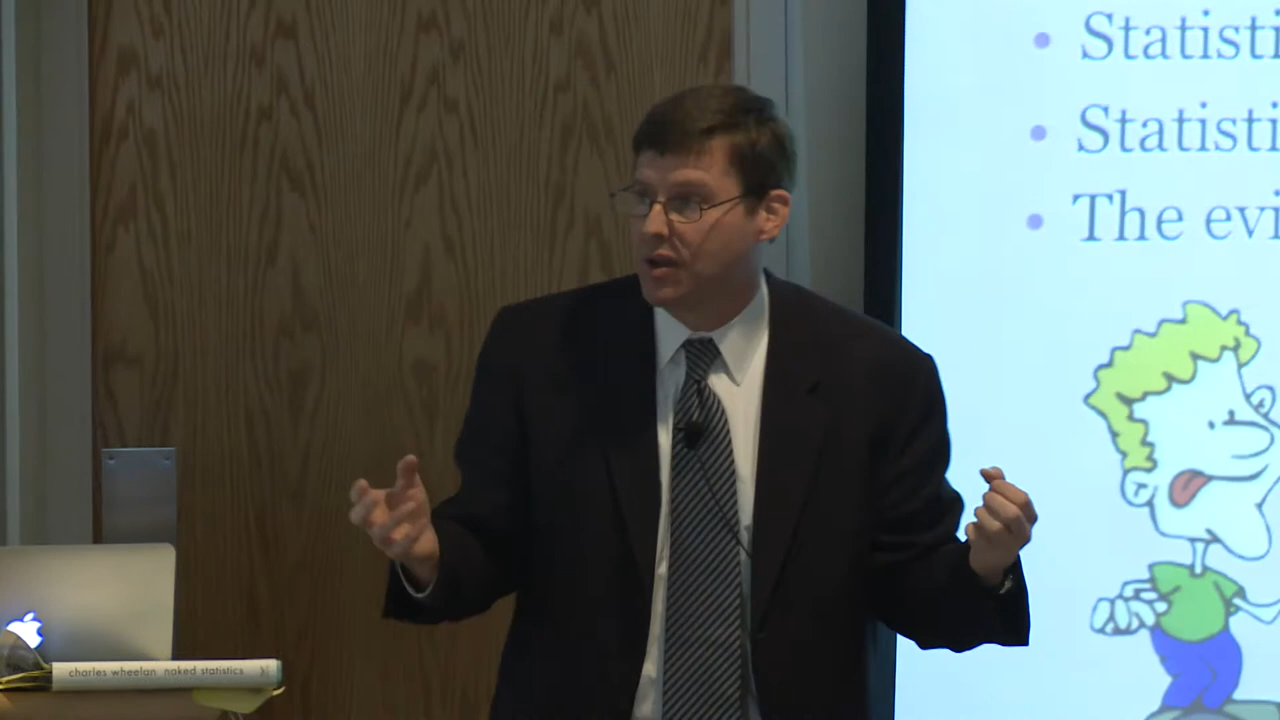 • Statisti
• Statisti
• The evi
charles wheelan naked statistics